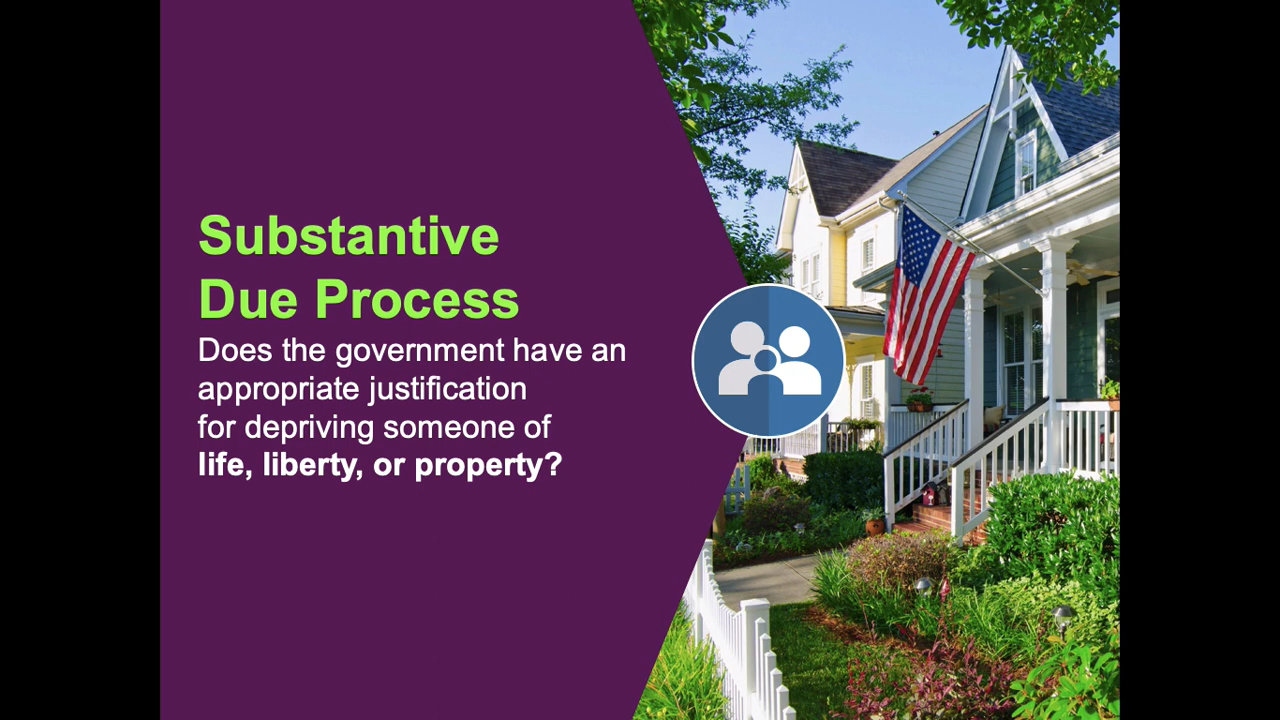 Substantive
Due Process
Does the government have an
appropriate justification
for depriving someone of
life, liberty, or property?